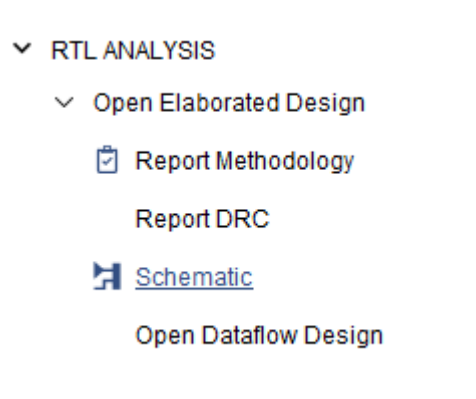 RTL ANALYSIS
Open Elaborated Design
Report Methodology
Report DRC
Schematic
Open Dataflow Design